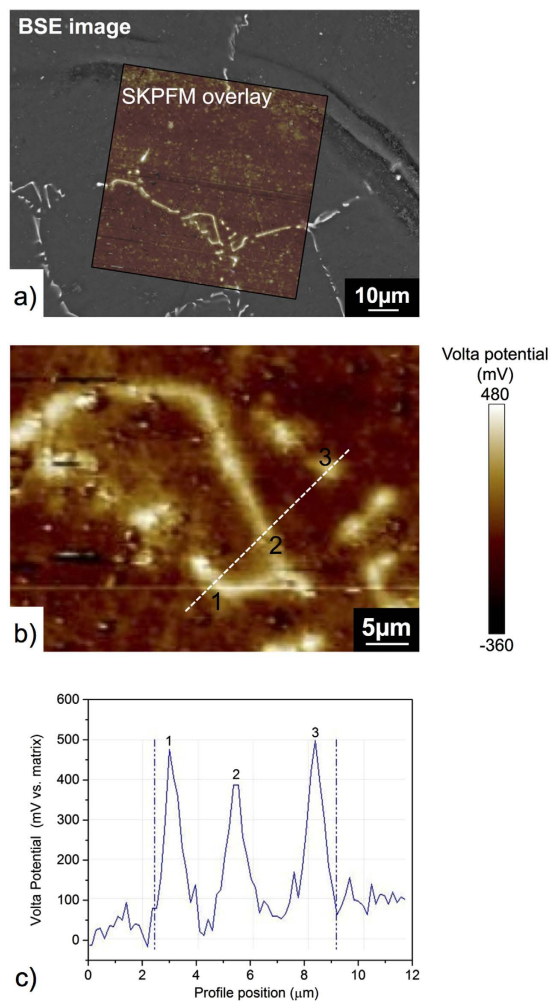 BSE image
SKPFM overlay
a)
10μm
Volta potential
(mV)
480
-360
3
2
1
b)
5μm
600
500
400
300
200
100
0
Volta Potential (mV vs. matrix)
1
2
3
0
2
4
6
8
10
12
Profile position (μm)
c)